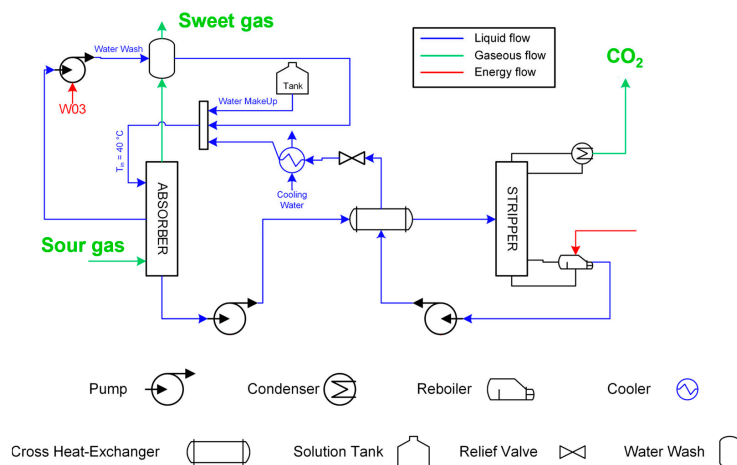 Sweet gas
Water Wash
W03
Tank
Water MakeUp
T in = 40 °C
Cooling
Water
ABSORBER
Sour gas
STRIPPER
CO2
Liquid flow
Gaseous flow
Energy flow
Pump
Condenser
Reboiler
Cooler
Cross Heat-Exchanger
Solution Tank
Relief Valve
Water Wash